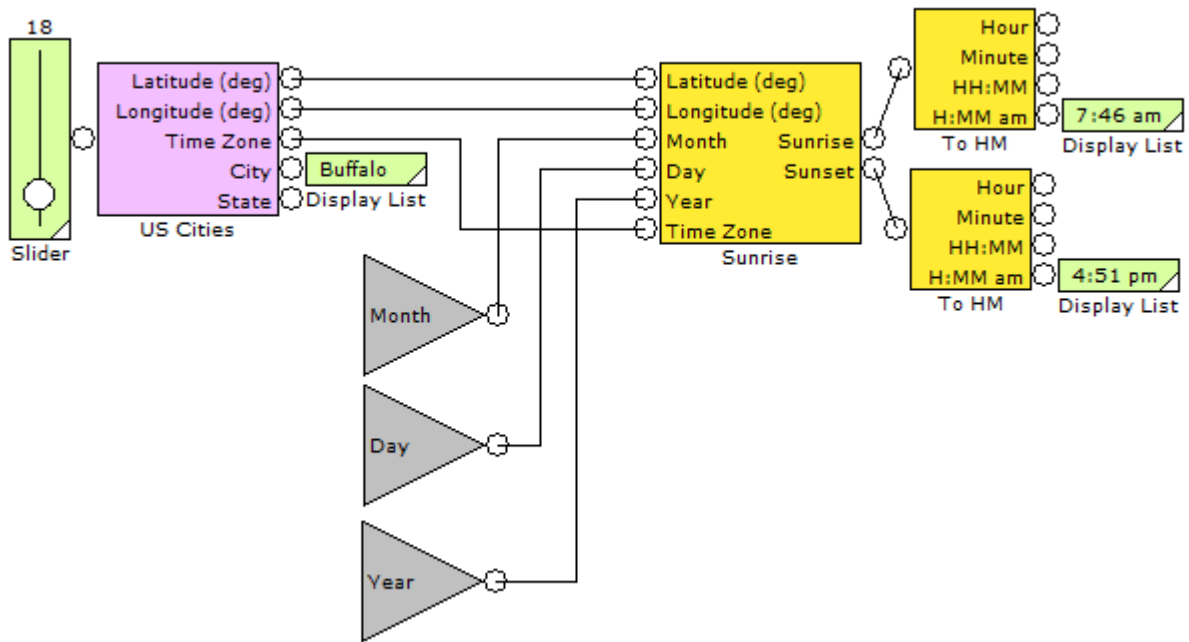 18
Slider
Latitude (deg)
Longitude (deg)
Time Zone
City
State
US Cities
Buffalo
Display List
Month
Day
Year
Latitude (deg)
Longitude (deg)
Month Sunrise
Day Sunset
Year
Time Zone
Sunrise
Hour
Minute
HH:MM
H:MM am
To HM
7:46 am
Display List
Hour
Minute
HH:MM
H:MM am
To HM
4:51 pm
Display List